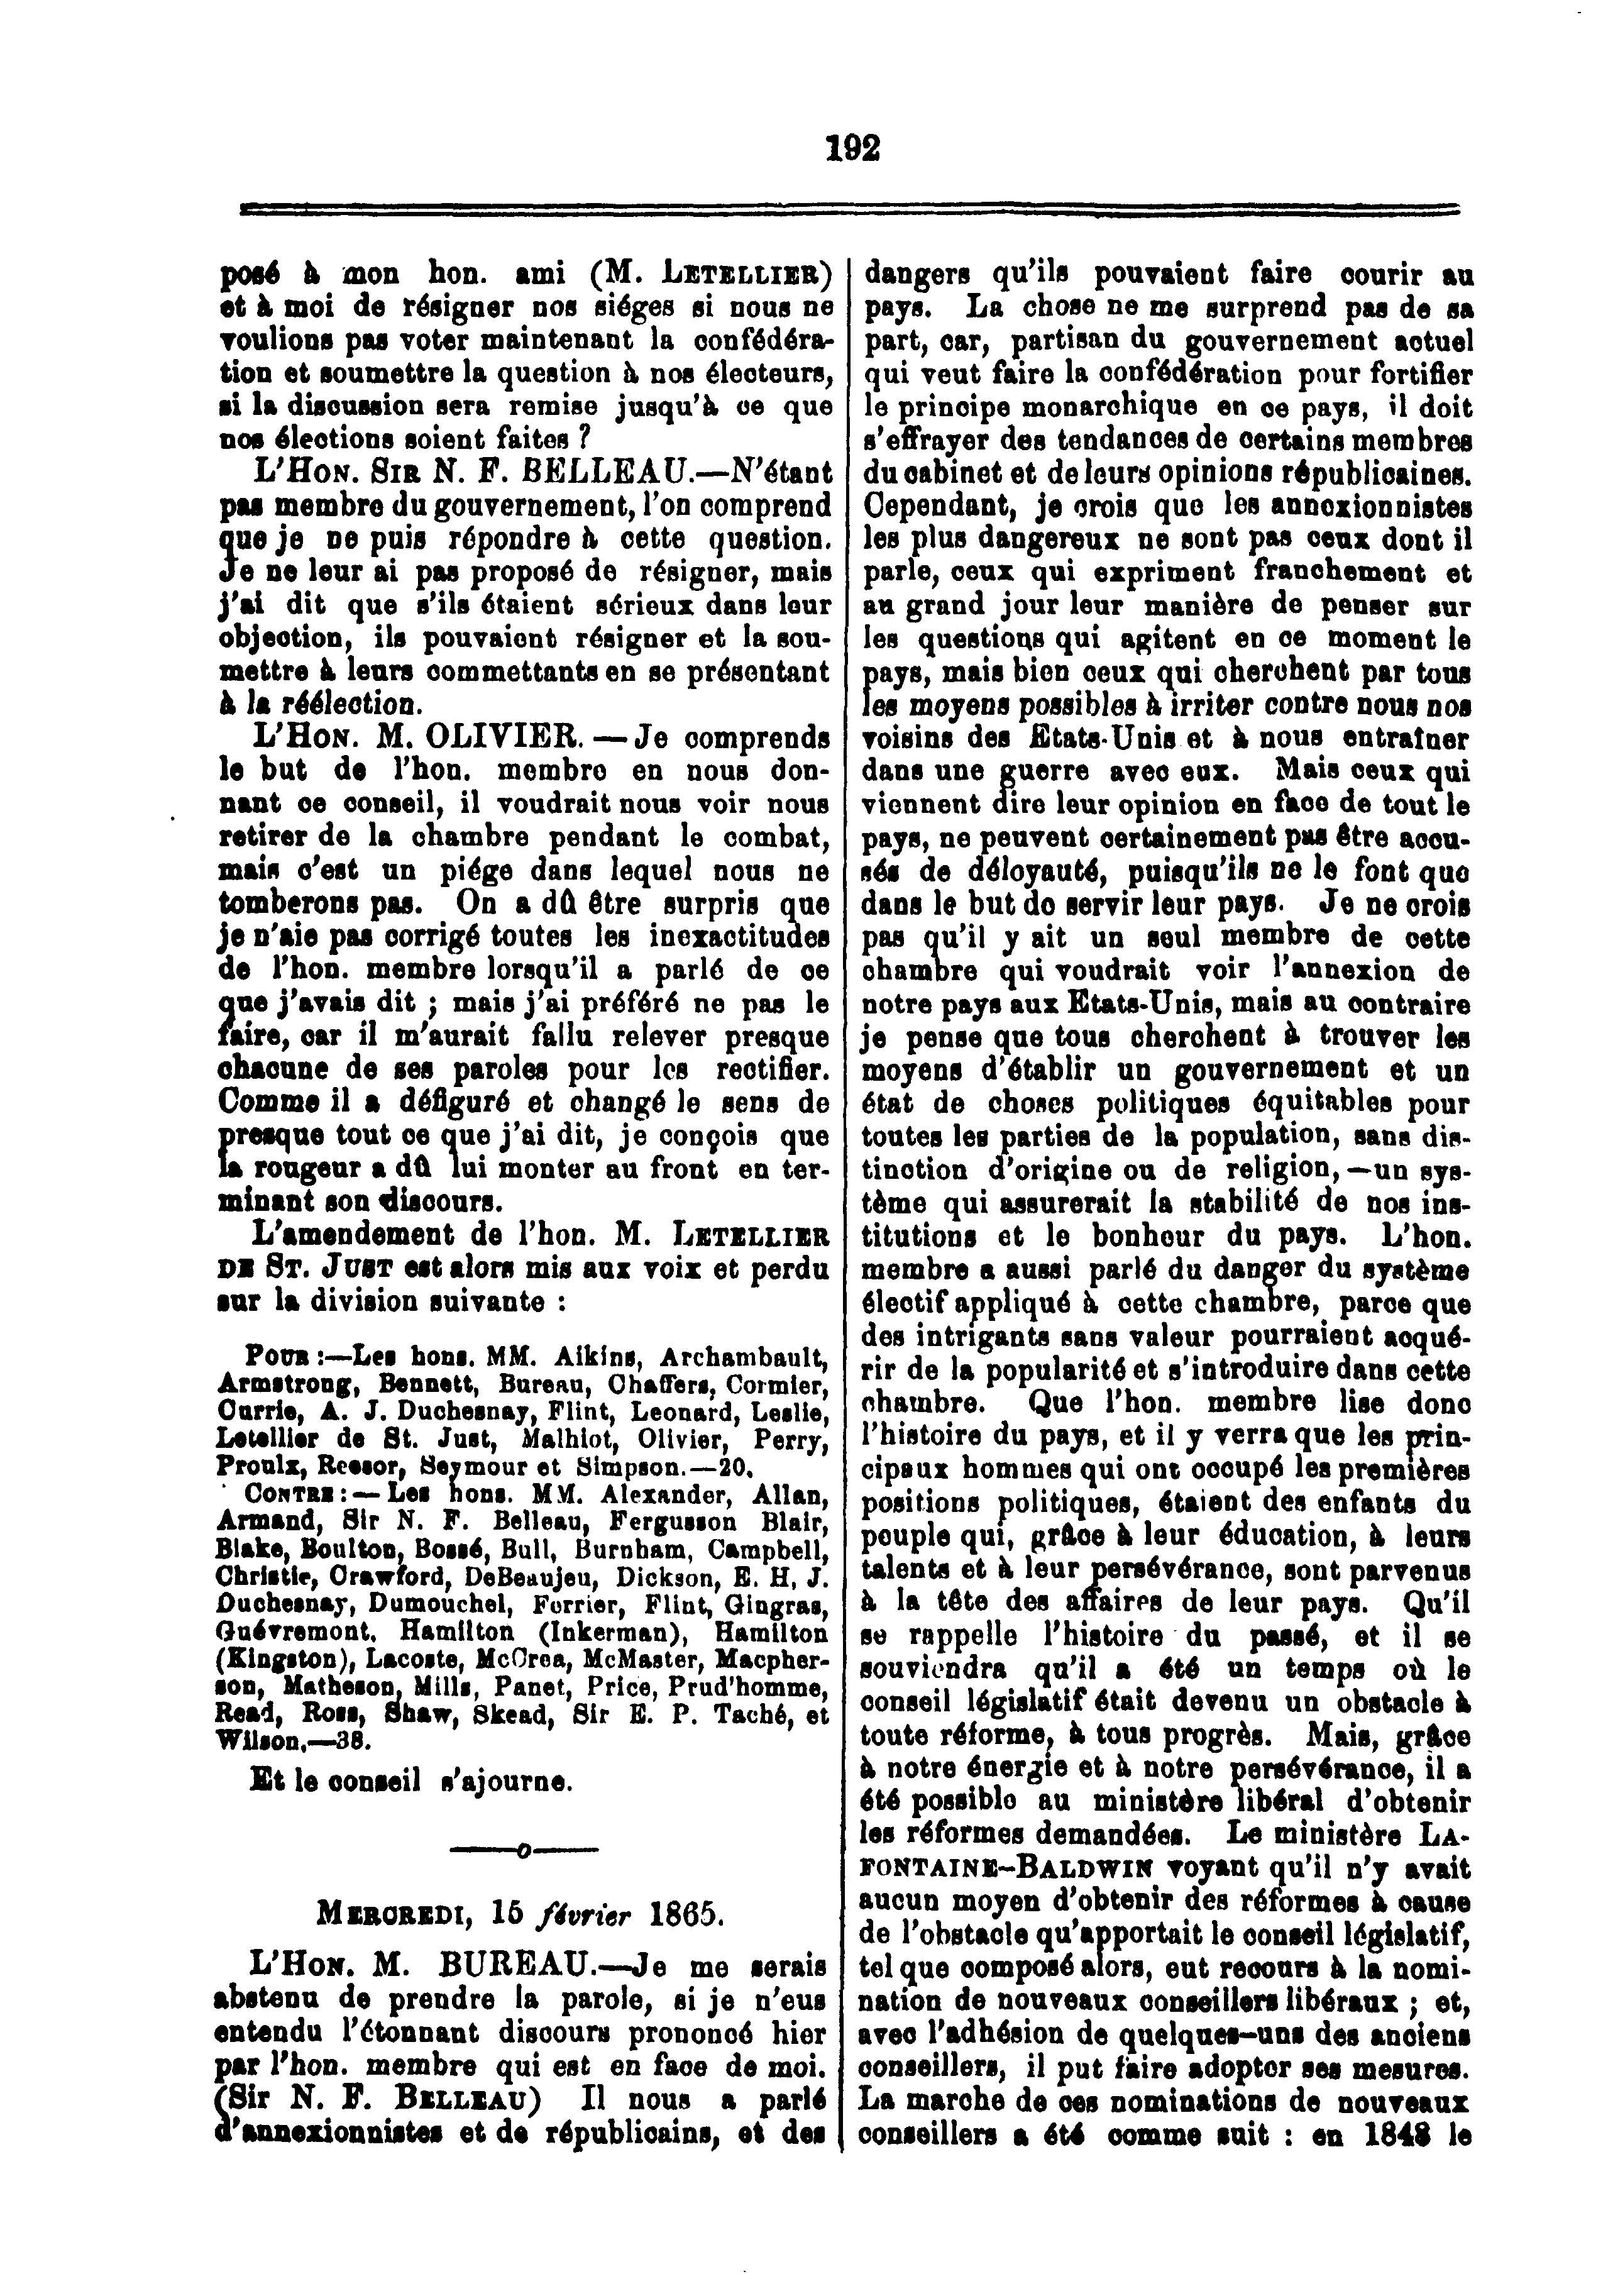 192
posé à mon hon. ami (M. LETELLIER)
et à moi de résigner nos siéges si nous ne
voulions pas voter maintenant la confédéra-
tion et soumettre la question à nos électeurs,
si la discussion sera remise jusqu'à ce que
nos élections soient faites ?
L'HON. SIR N. F. BELLEAU.—N'étant
pas membre du gouvernement, l'on comprend
que je ne puis répondre à cette question.
Je ne leur ai pas proposé de résigner, mais
j'ai dit que s'ils étaient sérieux dans leur
objection, ils pouvaient résigner et la sou-
mettre à leurs commettants en se présentant
à la réélection.
L'HON. M. OLIVIER.—Je comprends
le but de l'hon. membre en nous don-
nant ce conseil, il voudrait nous voir nous
retirer de la chambre pendant le combat,
mais c'est un piége dans lequel nous ne
tomberons pas. On a dû être surpris que
je n'aie pas corrigé toutes les inexactitudes
de l'hon. membre lorsqu'il a parlé de ce
que j'avais dit ; mais j'ai préféré ne pas le
faire, car il m'aurait fallu relever presque
chacune de ses paroles pour les rectifier.
Comme il a défiguré et changé le sens de
presque tout ce que j'ai dit, je conçois que
la rougeur a dû lui monter au front en ter-
minant son discours.
L'amendement de l'hon. M. LETELLIER
DE ST. JUST est alors mis aux voix et perdu
sur la division suivante :
POUR :—Les hons. MM. Aikins, Archambault,
Armstrong, Bennett, Bureau, Chaffers, Cormier,
Currie, A. J. Duchesnay, Flint, Leonard, Leslie,
Letellier de St. Just, Malhiot, Olivier, Perry,
Proulx, Reesor, Seymour et Simpson.—20.
CONTRE :—Les hons. MM. Alexander, Allan,
Armand, Sir N. F. Belleau, Fergusson Blair,
Blake, Boulton, Bossé, Bull, Burnham, Campbell,
Christie, Crawford, DeBeaujeu, Dickson, E. H. J.
Duchesnay, Dumouchel, Ferrier, Flint, Gingras,
Guévremont, Hamilton (Inkerman), Hamilton
(Kingston), Lacoste, McCrea, McMaster, Macpher-
son, Matheson, Mills, Panet, Price, Prud'homme,
Read, Ross, Shaw, Skead, Sir E. P. Taché, et
Wilson.—38.
Et le conseil s'ajourne.
—o—
MERCREDI, 15 février 1865.
L'HON. M. BUREAU.—Je me serais
abstenu de prendre la parole, si je n'eus
entendu l'étonnant discours prononcé hier
par l'hon. membre qui est en face de moi.
(Sir N. F. BELLEAU) Il nous a parlé
d'annexionnistes et de républicains, et des
dangers qu'ils pouvaient faire courir au
pays. La chose ne me surprend pas de sa
part, car, partisan du gouvernement actuel
qui veut faire la confédération pour fortifier
le principe monarchique en ce pays, il doit
s'effrayer des tendances de certains membres
du cabinet et de leurs opinions républicaines.
Cependant, je crois que les annexionnistes
les plus dangereux ne sont pas ceux dont il
parle, ceux qui expriment franchement et
au grand jour leur manière de penser sur
les questions qui agitent en ce moment le
pays, mais bien ceux qui cherchent par tous
les moyens possibles à irriter contre nous nos
voisins des Etats-Unis et à nous entraîner
dans une guerre avec eux. Mais ceux qui
viennent dire leur opinion en face de tout le
pays, ne peuvent certainement pas être accu-
sés de déloyauté, puisqu'ils ne le font que
dans le but de servir leur pays. Je ne crois
pas qu'il y ait un seul membre de cette
chambre qui voudrait voir l'annexion de
notre pays aux Etats-Unis, mais au contraire
je pense que tous cherchent à trouver les
moyens d'établir un gouvernement et un
état de choses politiques équitables pour
toutes les parties de la population, sans dis-
tinction d'origine ou de religion,—un sys-
tème qui assurerait la stabilité de nos ins-
titutions et le bonheur du pays. L'hon.
membre a aussi parlé du danger du système
électif appliqué à cette chambre, parce que
des intrigants sans valeur pourraient acqué-
rir de la popularité et s'introduire dans cette
chambre. Que l'hon. membre lise donc
l'histoire du pays, et il y verra que les prin-
cipaux hommes qui ont occupé les premières
positions politiques, étaient des enfants du
peuple qui, grâce à leur éducation, à leurs
talents et à leur persévérance, sont parvenus
à la tête des affaires de leur pays. Qu'il
se rappelle l'histoire du passé, et il se
souviendra qu'il a été un temps où le
conseil législatif était devenu un obstacle à
toute réforme, à tous progrès. Mais, grâce
à notre énergie et à notre persévérance, il a
été possible au ministère libéral d'obtenir
les réformes demandées. Le ministère LA-
FONTAINE-BALDWIN voyant qu'il n'y avait
aucun moyen d'obtenir des réformes à cause
de l'obstacle qu'apportait le conseil législatif,
tel que composé alors, eut recours à la nomi-
nation de nouveaux conseillers libéraux ; et,
avec l'adhésion de quelques-uns des anciens
conseillers, il put faire adopter ses mesures.
La marche de ces nominations de nouveaux
conseillers a été comme suit : en 1848 le